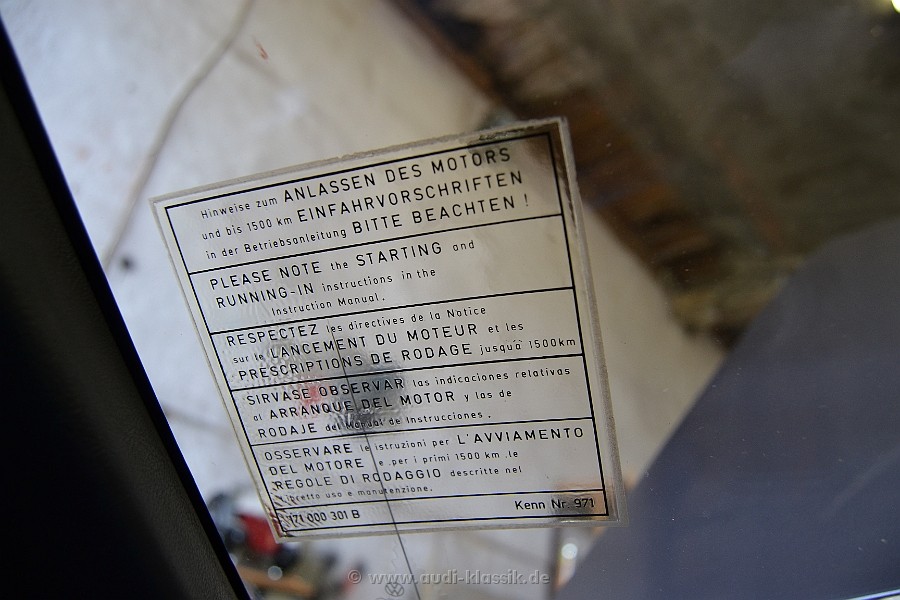 Hinweise zum ANLASSEN DES MOTORS
und bis 1500 km EINFAHRVORSCHRIFTEN
in der Betriebsanleitung BITTE BEACHTEN !
PLEASE NOTE the STARTING and
RUNNING-IN instructions in the
Instruction Manual.
RESPECTEZ les directives de la Notice
sur le LANCEMENT DU MOTEUR et les
PRESCRIPTIONS DE RODAGE jusquà 1500km
SIRVASE OBSERVAR las indicaciones relativas
al ARRANQUE DEL MOTOR y las de
RODAJE del Manual de Instrucciones.
OSSERVARE le istruzioni per L'AVVIAMENTO
DEL MOTORE e per i primi 1500 km .le
REGOLE DI RODAGGIO descritte nel
libretto uso e manutenzione.
171 000 301 B Kenn Nr. 971
© www.audi-klassik.de